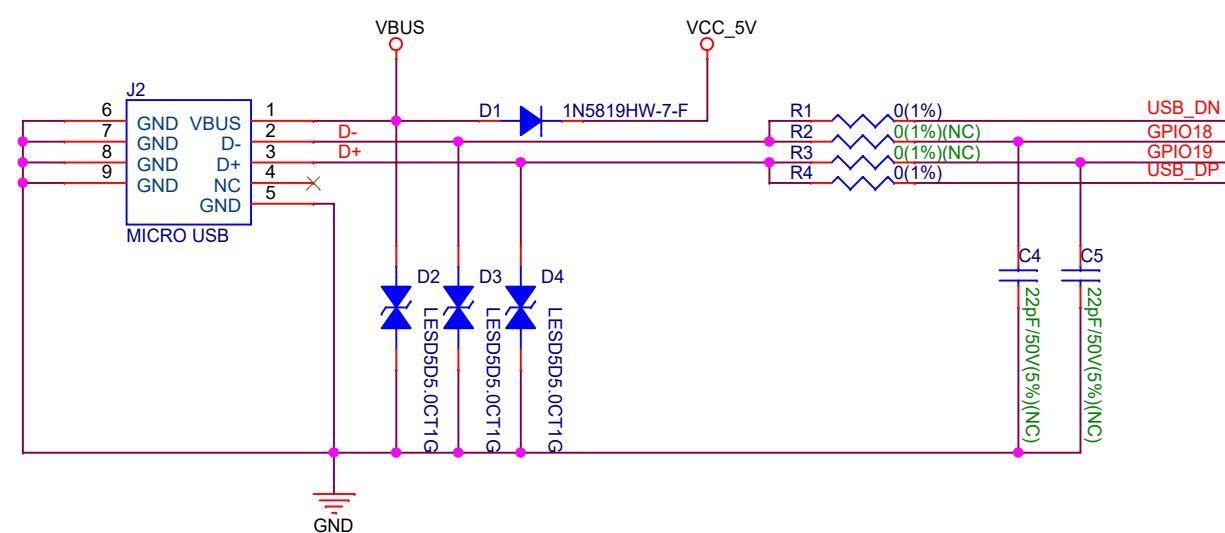 VBUS
VCC_5V
J2
6
7
8
9
GND VBUS
GND D-
GND D+
GND NC
GND
1
2
3
4
5
MICRO USB
D-
D+
D1
1N5819HW-7-F
R1
0(1%)
USB_DN
R2
0(1%)(NC)
GPIO18
R3
0(1%)(NC)
GPIO19
R4
0(1%)
USB_DP
D2
LESD5D5.0CT1G
D3
LESD5D5.0CT1G
D4
LESD5D5.0CT1G
C4
22pF/50V(5%)(NC)
C5
22pF/50V(5%)(NC)
GND